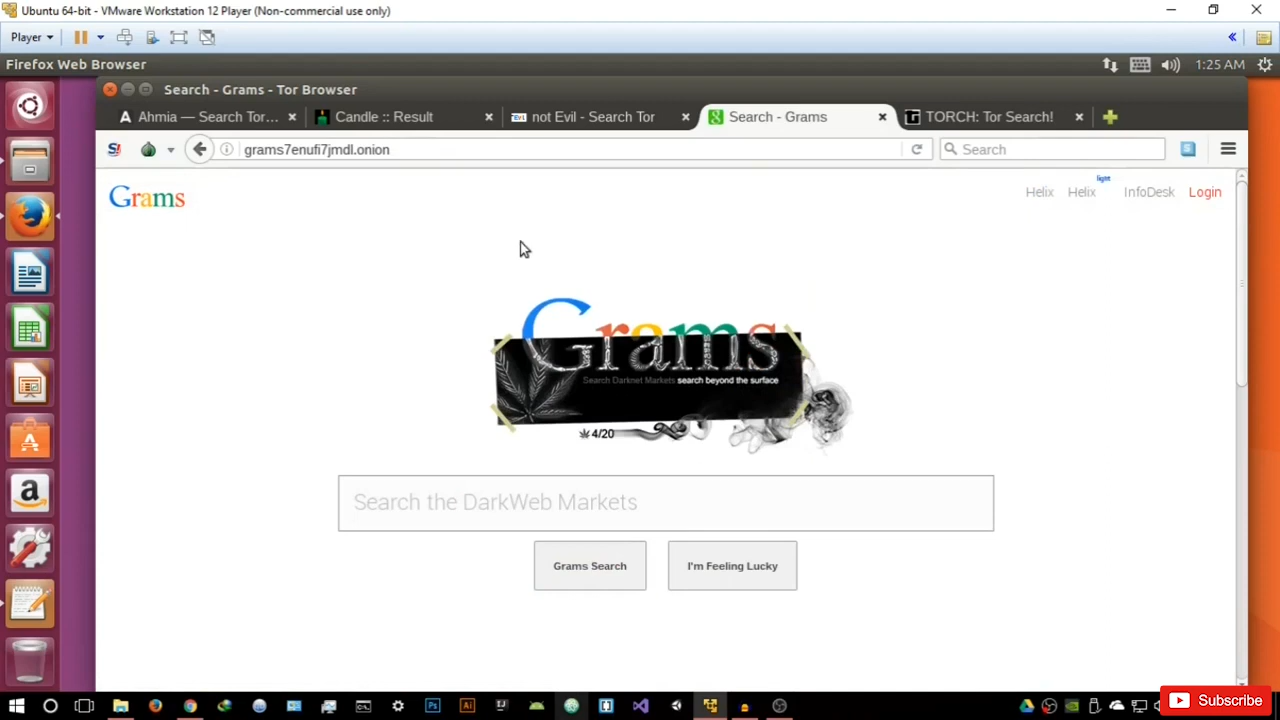 Ubuntu 64-bit - VMware Workstation 12 Player (Non-commercial use only)
Player
Firefox Web Browser
1:25 AM
Search - Grams - Tor Browser
Ahmia — Search Tor...
Candle :: Result
not Evil - Search Tor
Search - Grams
TORCH: Tor Search!
S!
grams7enufi7jmdl.onion
Search
Grams
Helix
Helix light
InfoDesk
Login
Grams
Search Darknet Markets search beyond the surface
4/20
Search the DarkWeb Markets
Grams Search
I'm Feeling Lucky
Subscribe